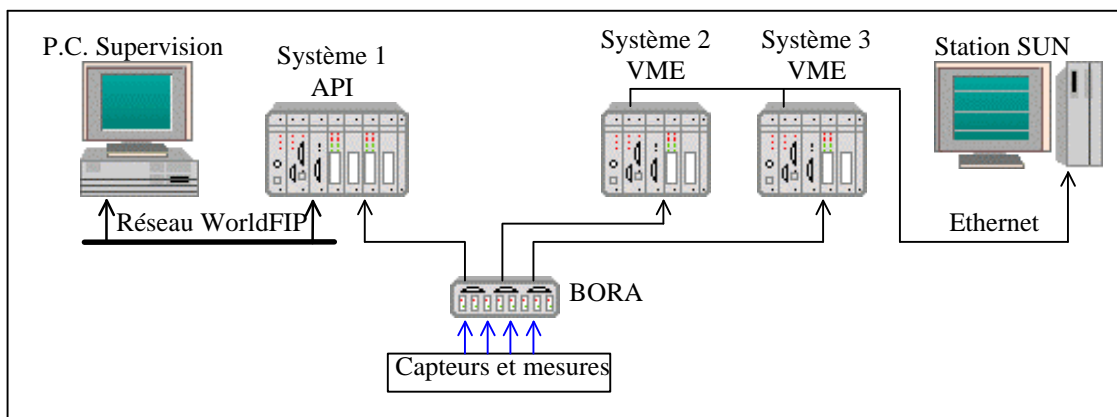 P.C. Supervision
Système 1
API
Système 2
VME
Système 3
VME
Station SUN
Réseau WorldFIP
Ethernet
BORA
Capteurs et mesures